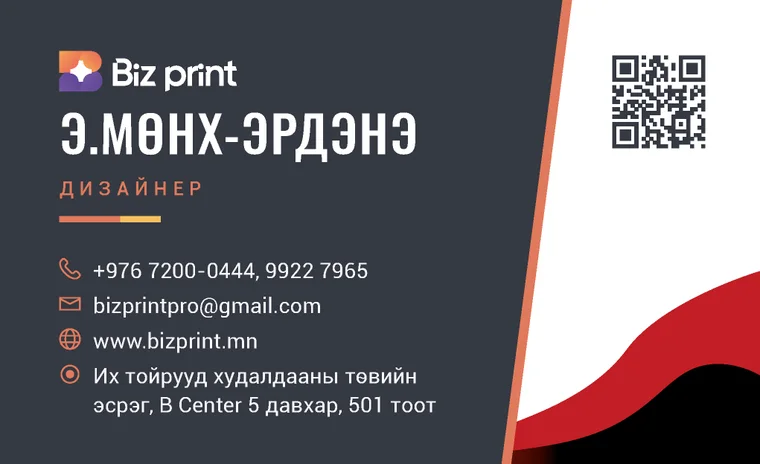 Biz print
Э.МӨНХ-ЭРДЭНЭ
ДИЗАЙНЕР
+976 7200-0444, 9922 7965
bizprintpro@gmail.com
www.bizprint.mn
Их тойрууд худалдааны төвийн
эсрэг, B Center 5 давхар, 501 тоот